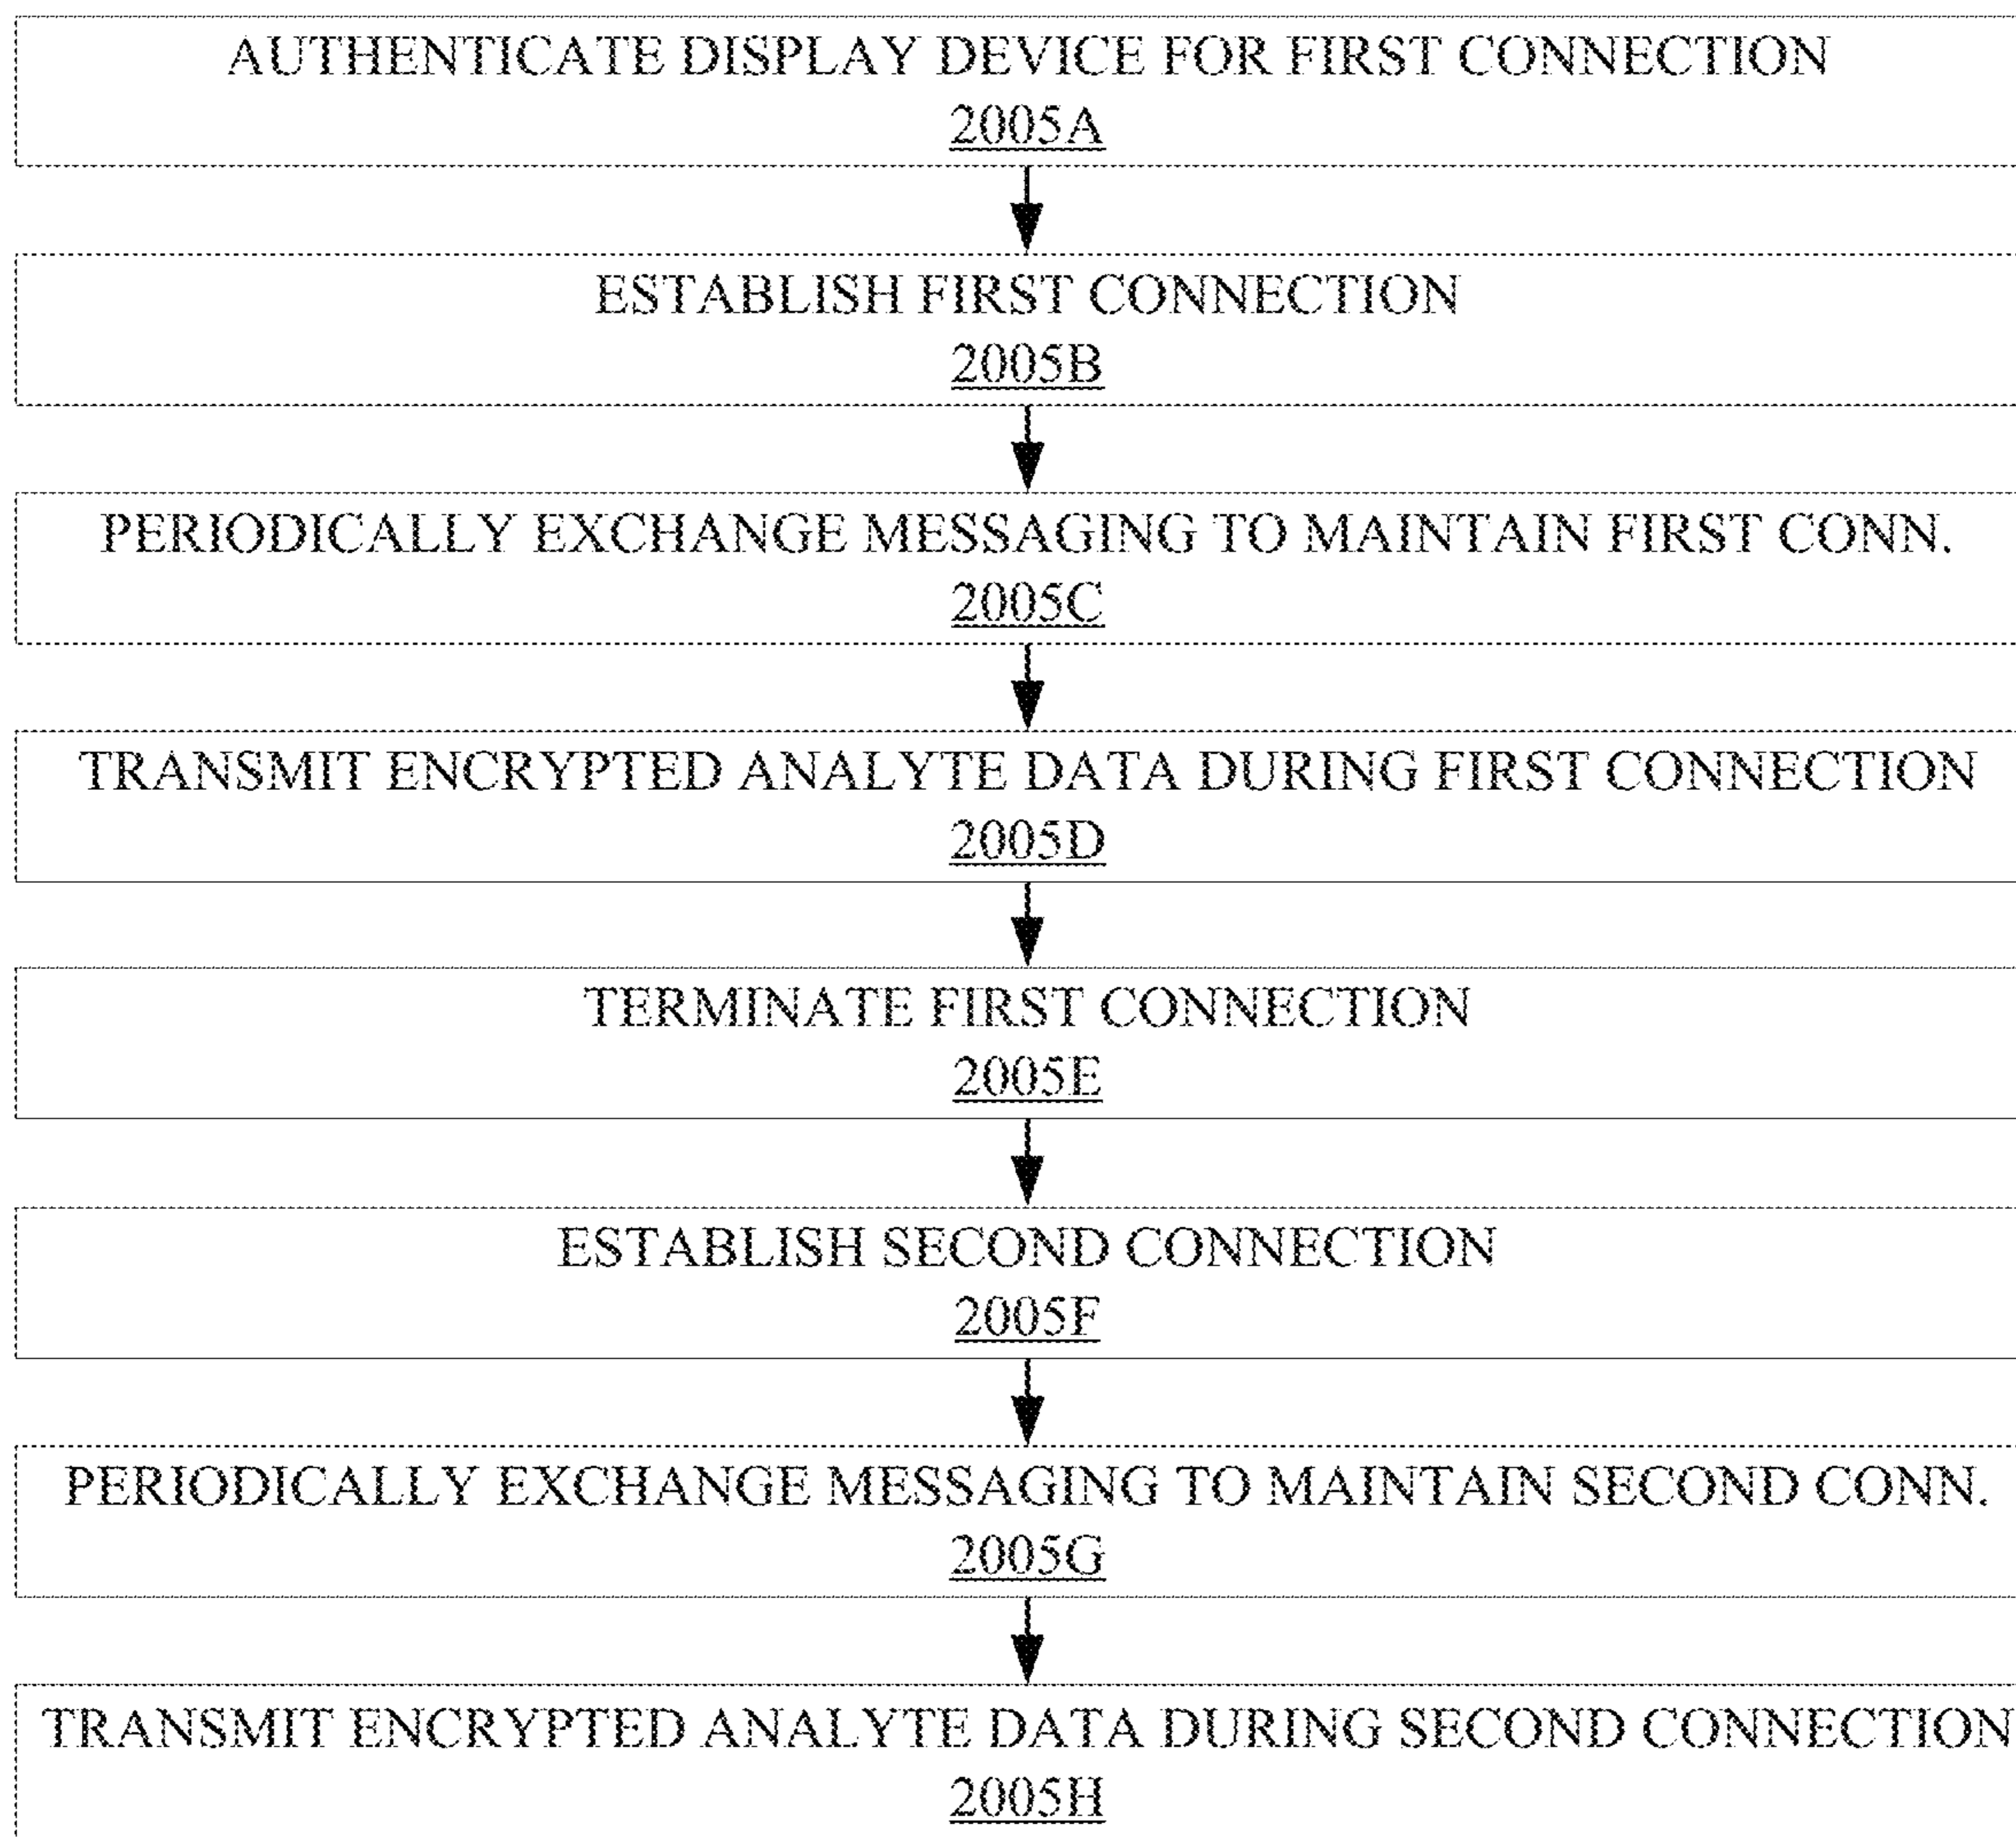 AUTHENTICATE DISPLAY DEVICE FOR FIRST CONNECTION
2005A
ESTABLISH FIRST CONNECTION
2005B
PERIODICALLY EXCHANGE MESSAGING TO MAINTAIN FIRST CONN.
2005C
TRANSMIT ENCRYPTED ANALYTE DATA DURING FIRST CONNECTION
2005D
TERMINATE FIRST CONNECTION
2005E
ESTABLISH SECOND CONNECTION
2005F
PERIODICALLY EXCHANGE MESSAGING TO MAINTAIN SECOND CONN.
2005G
TRANSMIT ENCRYPTED ANALYTE DATA DURING SECOND CONNECTION
2005H